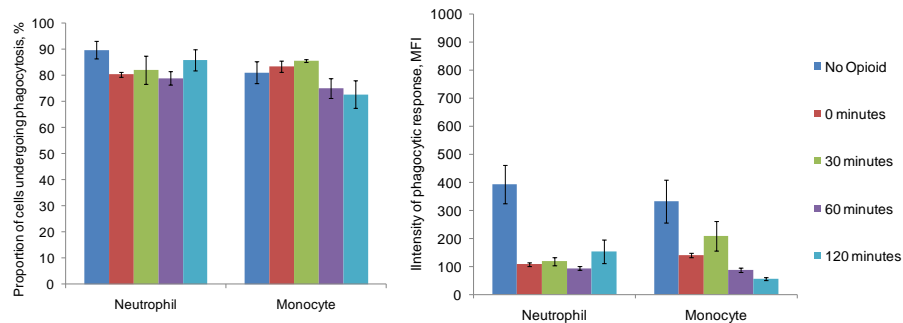 Proportion of cells undergoing phagocytosis, %
100
90
80
70
60
50
40
30
20
10
0
Neutrophil
Monocyte
IIntensity of phagocytic response, MFI
1000
900
800
700
600
500
400
300
200
100
0
Neutrophil
Monocyte
No Opioid
0 minutes
30 minutes
60 minutes
120 minutes